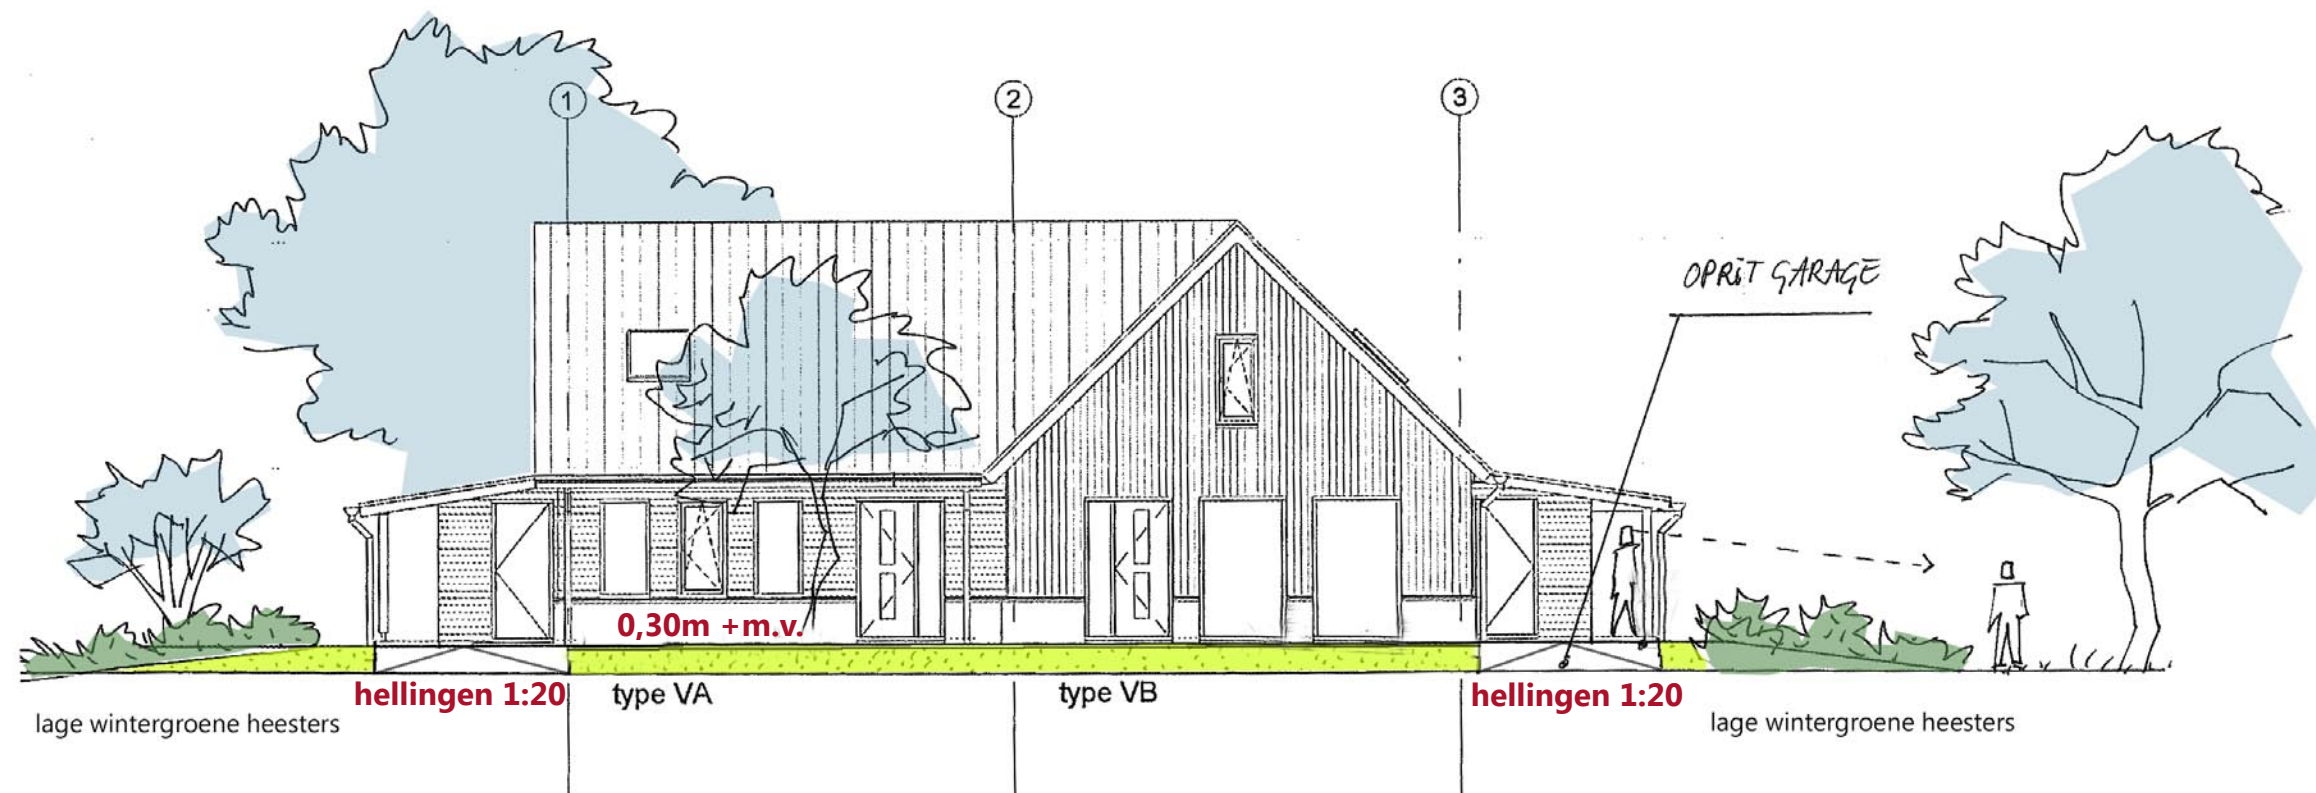 1
2
3
OPRIT GARAGE
0,30m +m.v.
hellingen 1:20
type VA
type VB
hellingen 1:20
lage wintergroene heesters
lage wintergroene heesters